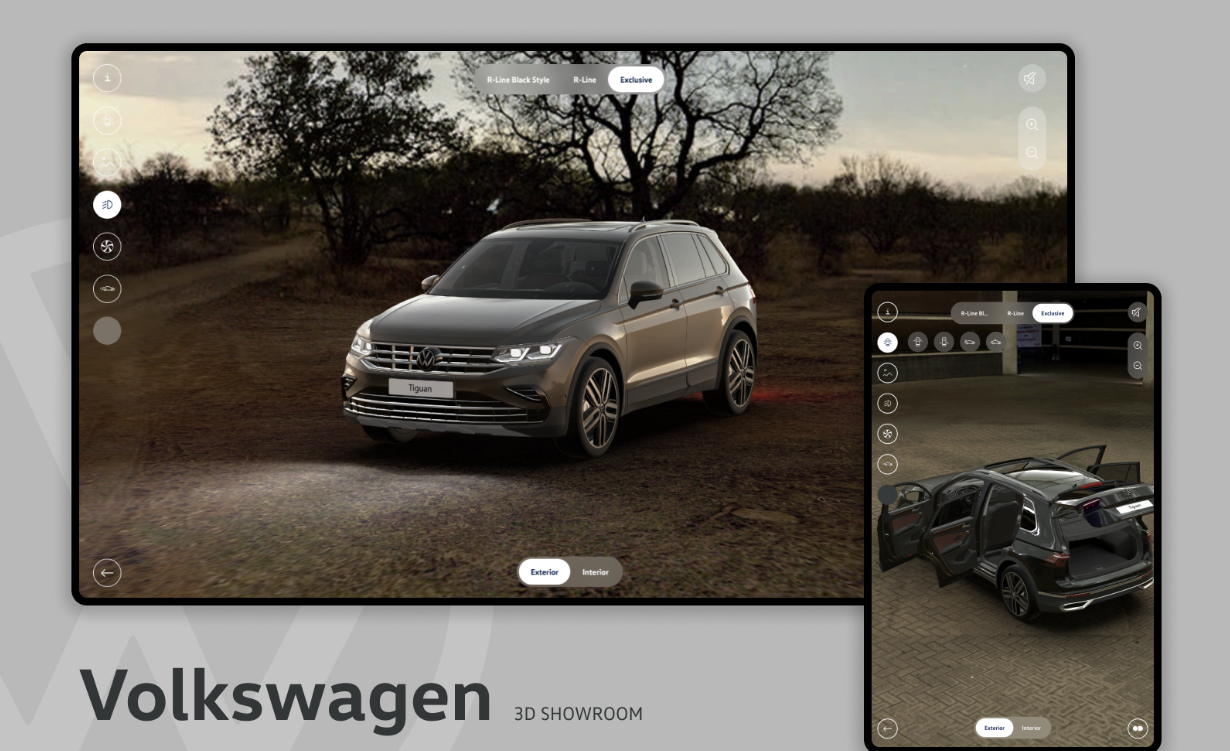 R-Line Black Style
R-Line
Exclusive
Tiguan
Exterior
Interior
R-Line Bl...
R-Line
Exclusive
Tiguan
Exterior
Interior
Volkswagen
3D SHOWROOM